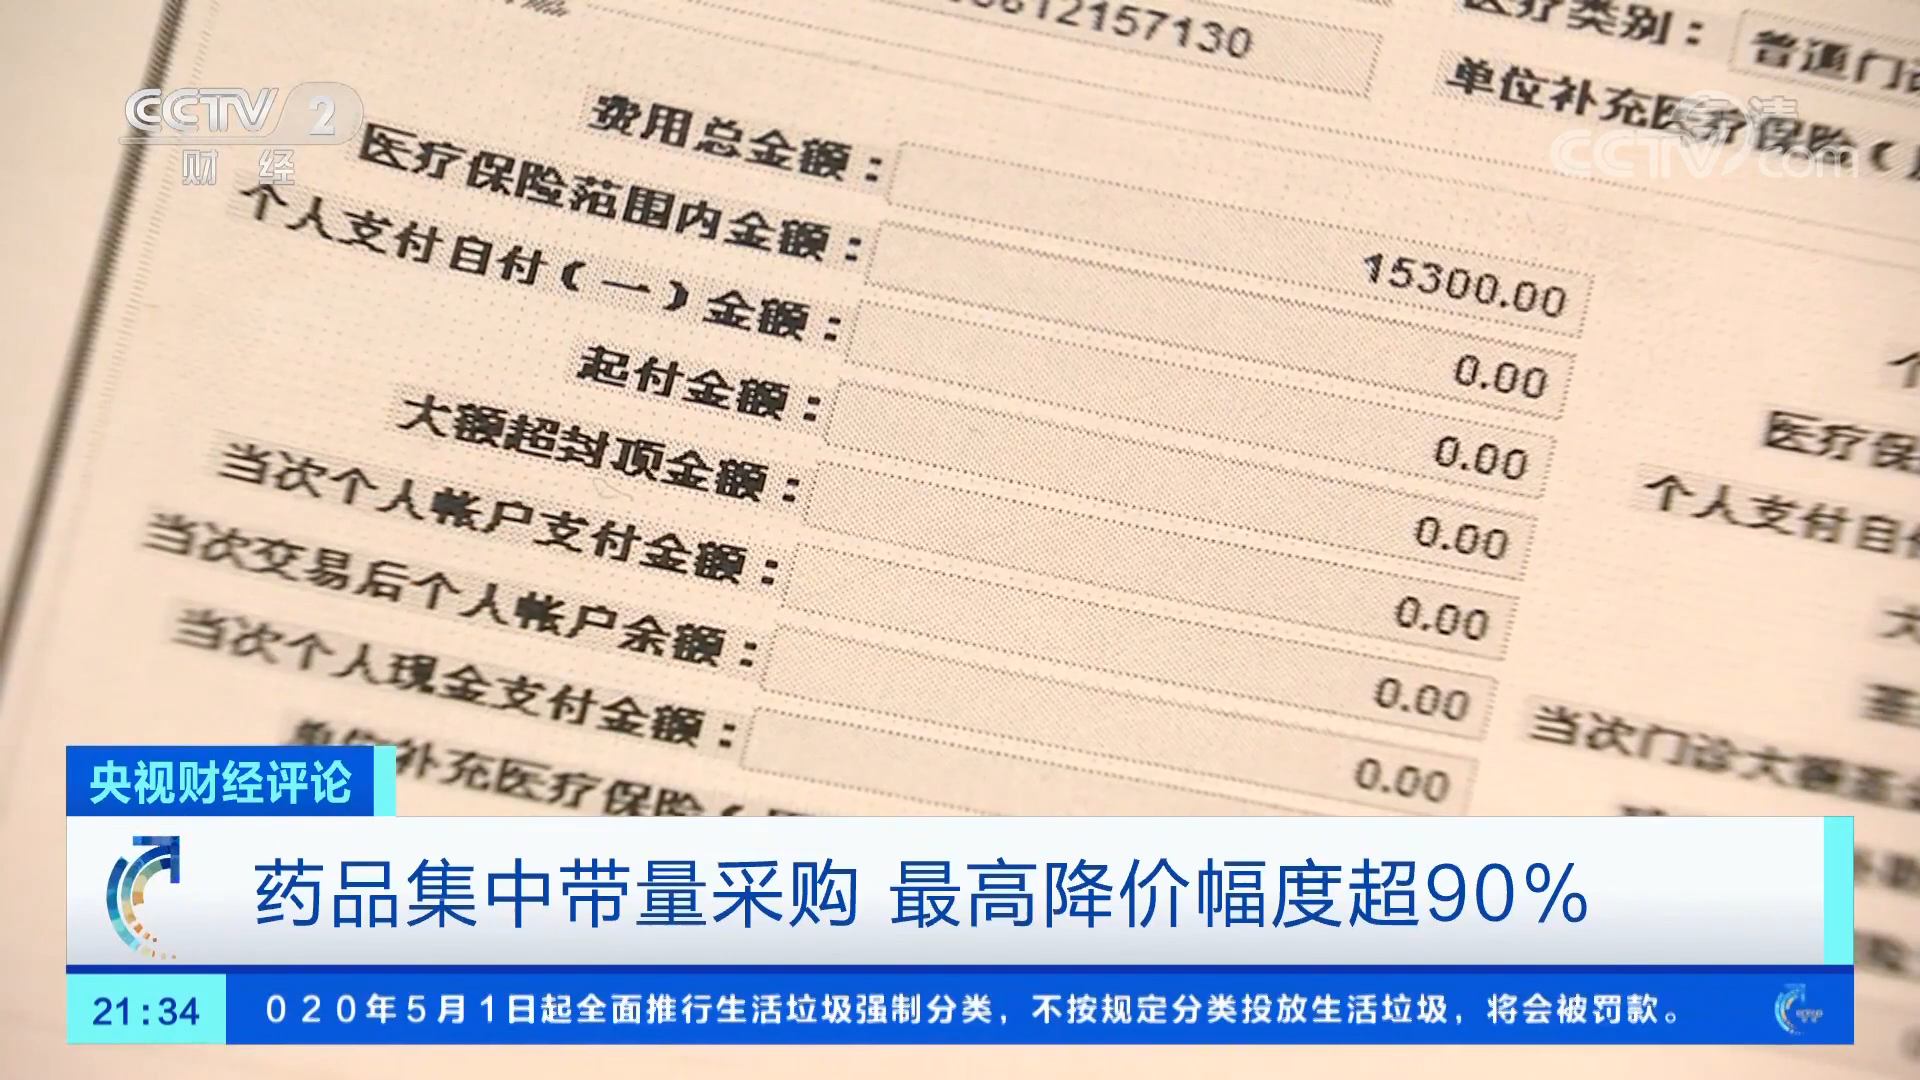 12157130
医疗类别：
普通门
单位补充医疗保险（
CCTV 2
财 经
CCTV.com
费用总金额：
15300.00
医疗保险范围内金额：
0.00
个人支付自付（一）金额：
0.00
起付金额：
0.00
大额超封顶金额：
0.00
当次个人帐户支付金额：
0.00
当次交易后个人帐户余额：
0.00
当次个人现金支付金额：
医疗保
个人支付自
当次门诊大额
补充医疗保险（
央视财经评论
药品集中带量采购 最高降价幅度超90%
21:34
020年5月1日起全面推行生活垃圾强制分类，不按规定分类投放生活垃圾，将会被罚款。